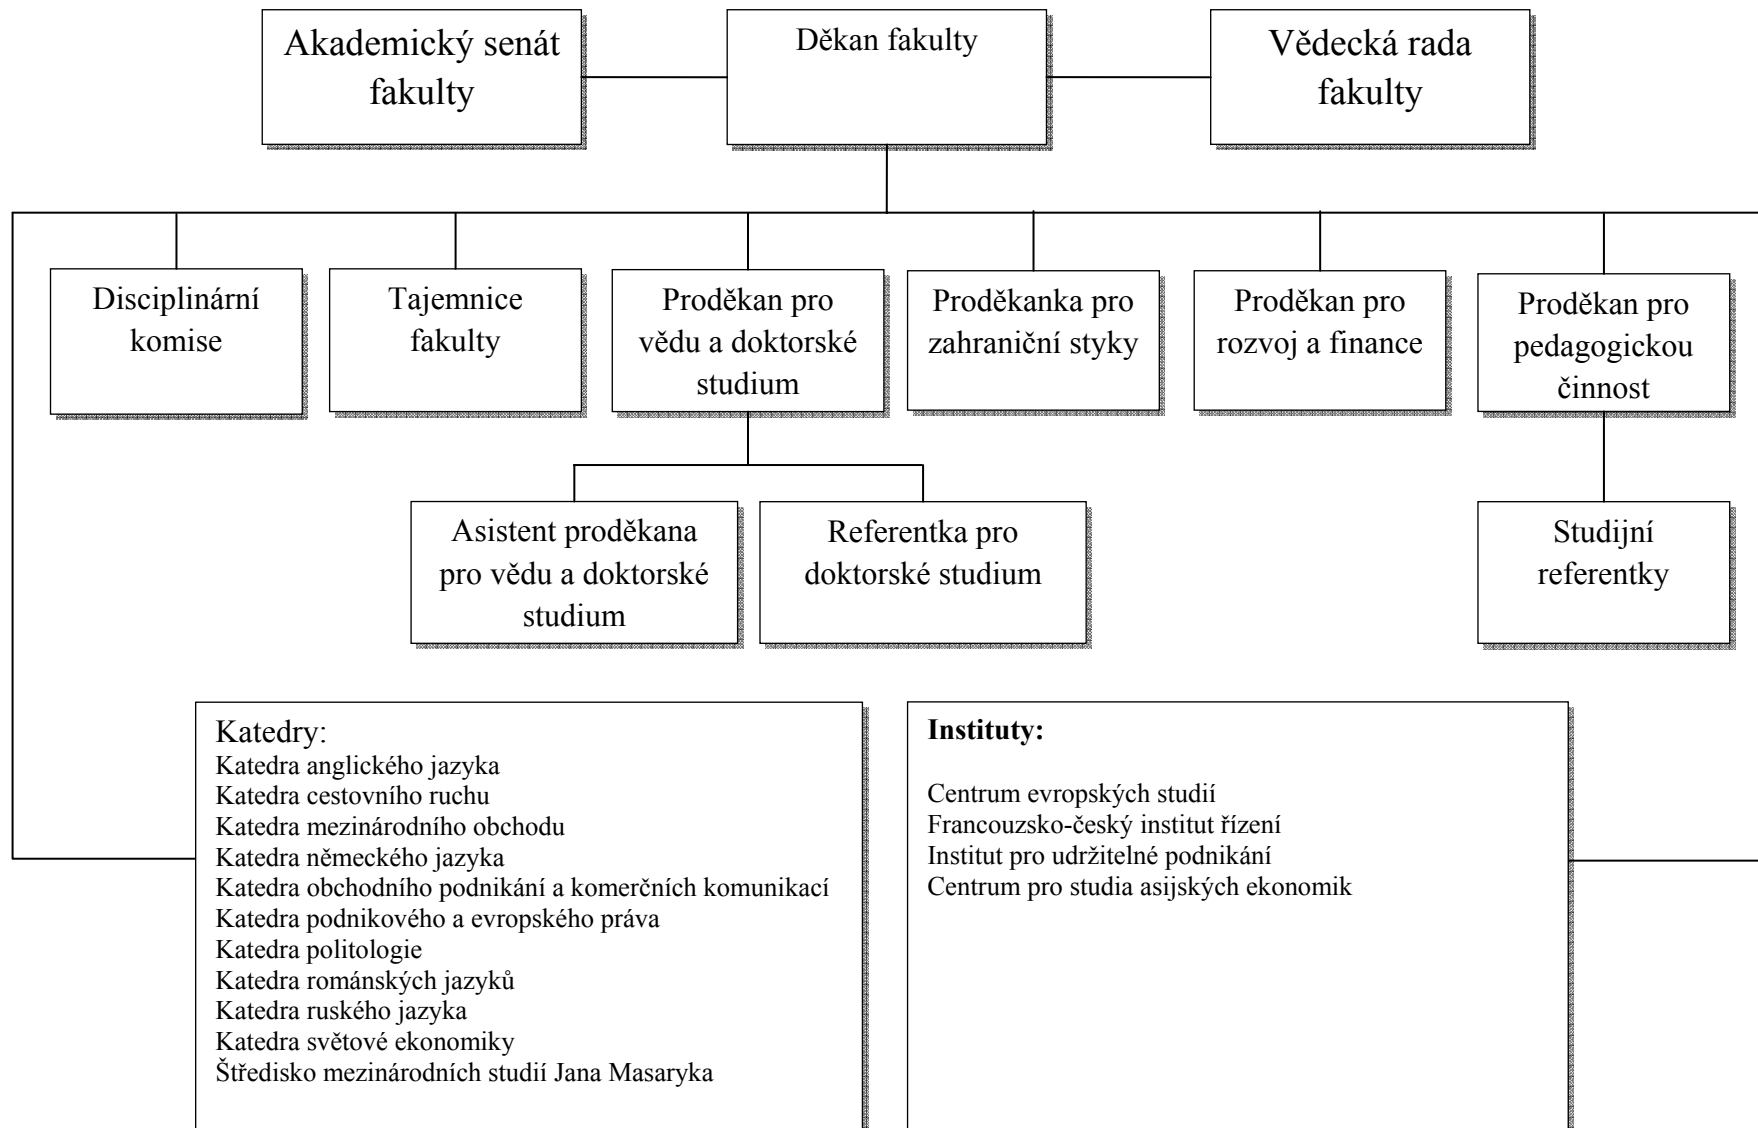 Akademický senát
fakulty
Děkan fakulty
Vědecká rada
fakulty
Disciplinární
komise
Tajemnice
fakulty
Proděkan pro
vědu a doktorské
studium
Proděkanka pro
zahraniční styky
Proděkan pro
rozvoj a finance
Proděkan pro
pedagogickou
činnost
Asistent proděkana
pro vědu a doktorské
studium
Referentka pro
doktorské studium
Studijní
referentky
Katedry:
Katedra anglického jazyka
Katedra cestovního ruchu
Katedra mezinárodního obchodu
Katedra německého jazyka
Katedra obchodního podnikání a komerčních komunikací
Katedra podnikového a evropského práva
Katedra politologie
Katedra románských jazyků
Katedra ruského jazyka
Katedra světové ekonomiky
Štředisko mezinárodních studií Jana Masaryka
Instituty:
Centrum evropských studií
Francouzsko-český institut řízení
Institut pro udržitelné podnikání
Centrum pro studia asijských ekonomik